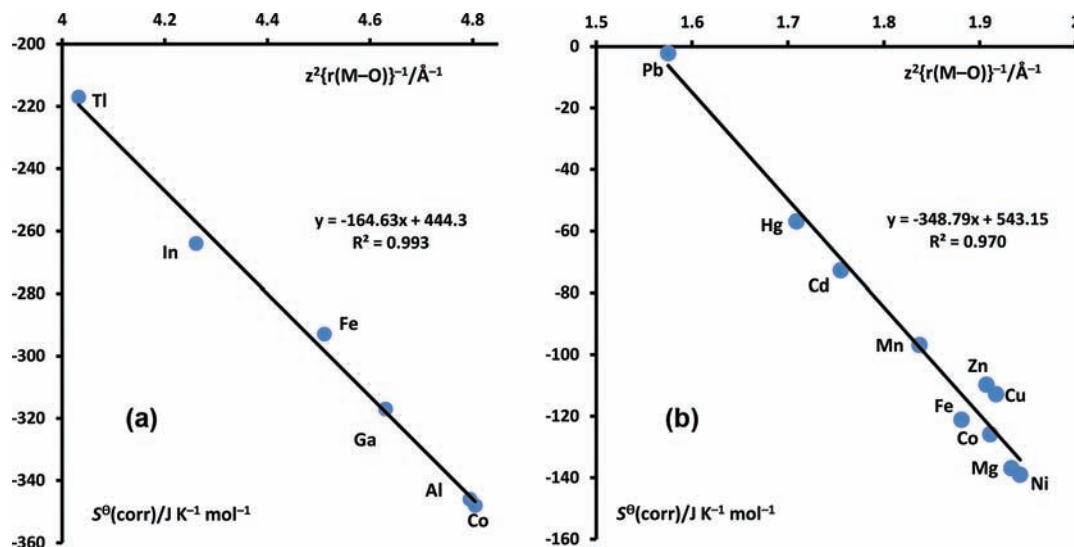 4 4.2 4.4 4.6 4.8
-200
-220
-240
-260
-280
-300
-320
-340
-360
z²{r(M–O)}⁻¹/Å⁻¹
Tl
In
Fe
Ga
Al
Co
y = -164.63x + 444.3
R² = 0.993
(a)
S^Θ(corr)/J K⁻¹ mol⁻¹
1.5 1.6 1.7 1.8 1.9 2
0
-20
-40
-60
-80
-100
-120
-140
-160
z²{r(M–O)}⁻¹/Å⁻¹
Pb
Hg
Cd
Mn
Zn
Cu
Fe
Co
Mg
Ni
y = -348.79x + 543.15
R² = 0.970
(b)
S^Θ(corr)/J K⁻¹ mol⁻¹